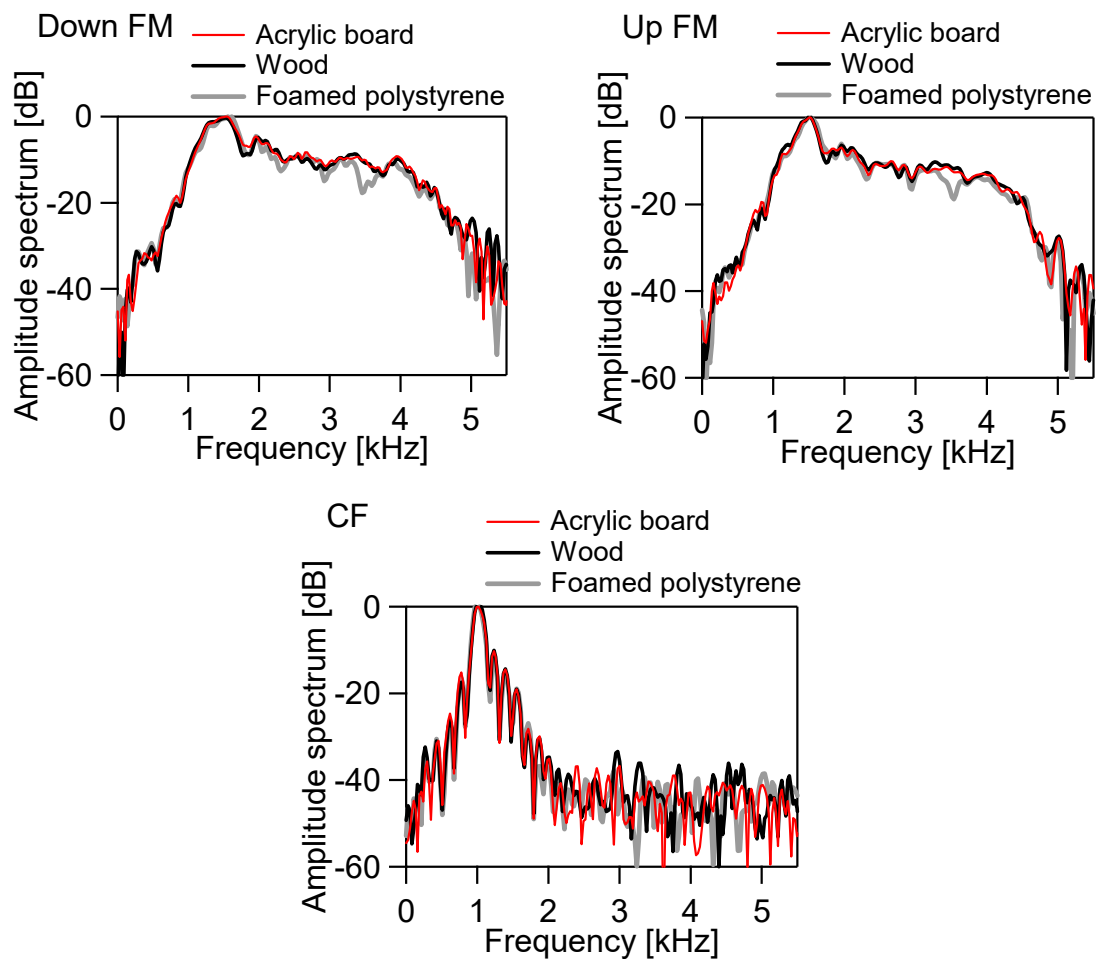 Down FM
Acrylic board
Wood
Foamed polystyrene
Amplitude spectrum [dB]
0
-20
-40
-60
0 1 2 3 4 5
Frequency [kHz]
Up FM
Acrylic board
Wood
Foamed polystyrene
Amplitude spectrum [dB]
0
-20
-40
-60
0 1 2 3 4 5
Frequency [kHz]
CF
Acrylic board
Wood
Foamed polystyrene
Amplitude spectrum [dB]
0
-20
-40
-60
0 1 2 3 4 5
Frequency [kHz]